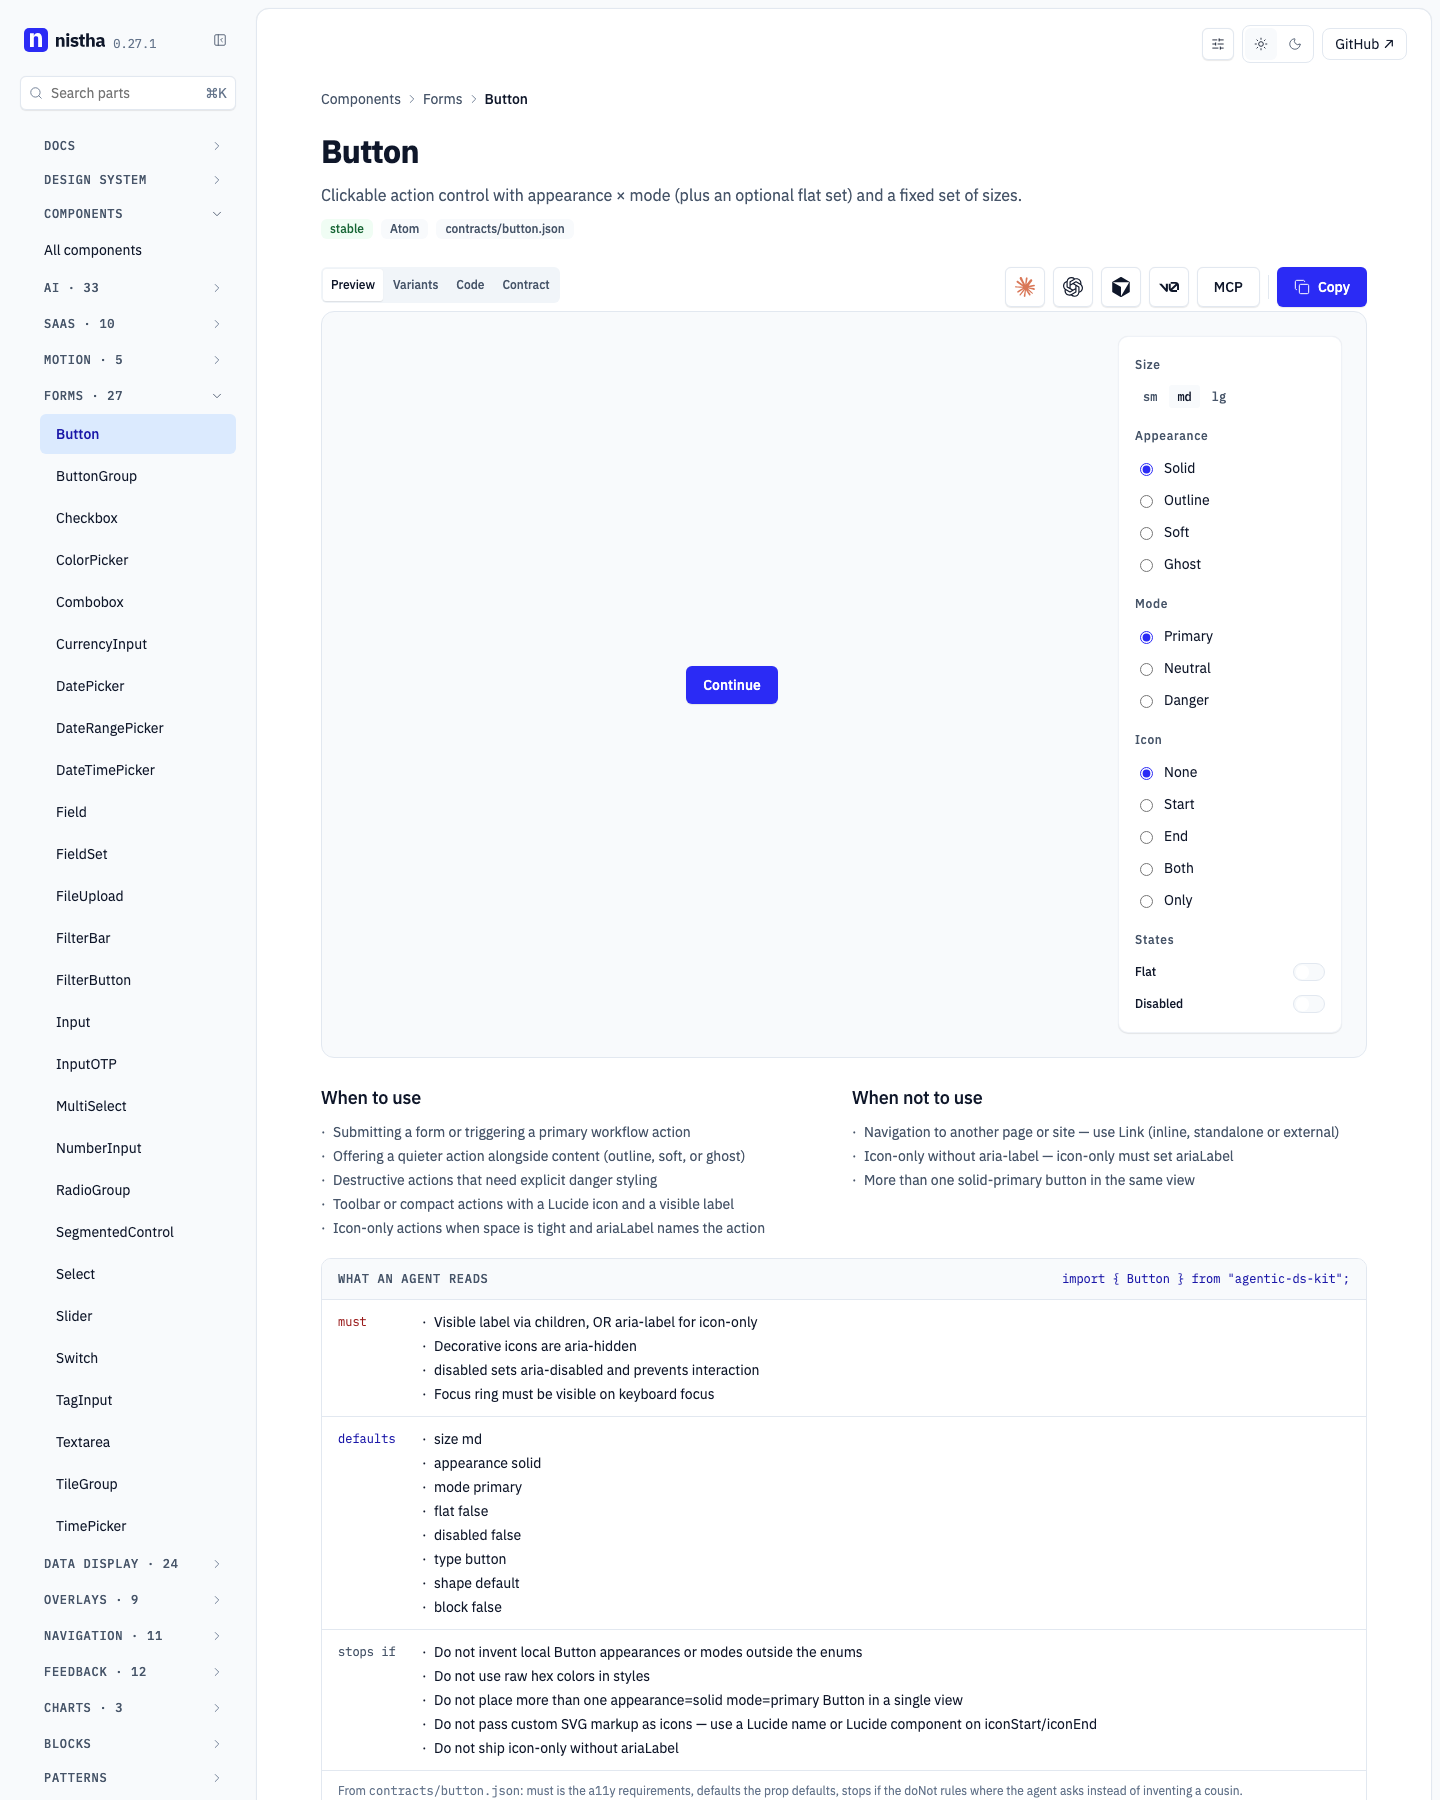 nistha 0.27.1
Search parts ⌘K
DOCS
DESIGN SYSTEM
COMPONENTS
All components
AI · 33
SAAS · 10
MOTION · 5
FORMS · 27
Button
ButtonGroup
Checkbox
ColorPicker
Combobox
CurrencyInput
DatePicker
DateRangePicker
DateTimePicker
Field
FieldSet
FileUpload
FilterBar
FilterButton
Input
InputOTP
MultiSelect
NumberInput
RadioGroup
SegmentedControl
Select
Slider
Switch
TagInput
Textarea
TileGroup
TimePicker
DATA DISPLAY · 24
OVERLAYS · 9
NAVIGATION · 11
FEEDBACK · 12
CHARTS · 3
BLOCKS
PATTERNS
GitHub
Components Forms Button
Button
Clickable action control with appearance × mode (plus an optional flat set) and a fixed set of sizes.
stable Atom contracts/button.json
Preview Variants Code Contract
v0 MCP Copy
Continue
Size
sm md lg
Appearance
Solid
Outline
Soft
Ghost
Mode
Primary
Neutral
Danger
Icon
None
Start
End
Both
Only
States
Flat
Disabled
When to use
· Submitting a form or triggering a primary workflow action
· Offering a quieter action alongside content (outline, soft, or ghost)
· Destructive actions that need explicit danger styling
· Toolbar or compact actions with a Lucide icon and a visible label
· Icon-only actions when space is tight and ariaLabel names the action
When not to use
· Navigation to another page or site — use Link (inline, standalone or external)
· Icon-only without aria-label — icon-only must set ariaLabel
· More than one solid-primary button in the same view
WHAT AN AGENT READS import { Button } from "agentic-ds-kit";
must
· Visible label via children, OR aria-label for icon-only
· Decorative icons are aria-hidden
· disabled sets aria-disabled and prevents interaction
· Focus ring must be visible on keyboard focus
defaults
· size md
· appearance solid
· mode primary
· flat false
· disabled false
· type button
· shape default
· block false
stops if
· Do not invent local Button appearances or modes outside the enums
· Do not use raw hex colors in styles
· Do not place more than one appearance=solid mode=primary Button in a single view
· Do not pass custom SVG markup as icons — use a Lucide name or Lucide component on iconStart/iconEnd
· Do not ship icon-only without ariaLabel
From contracts/button.json: must is the a11y requirements, defaults the prop defaults, stops if the doNot rules where the agent asks instead of inventing a cousin.